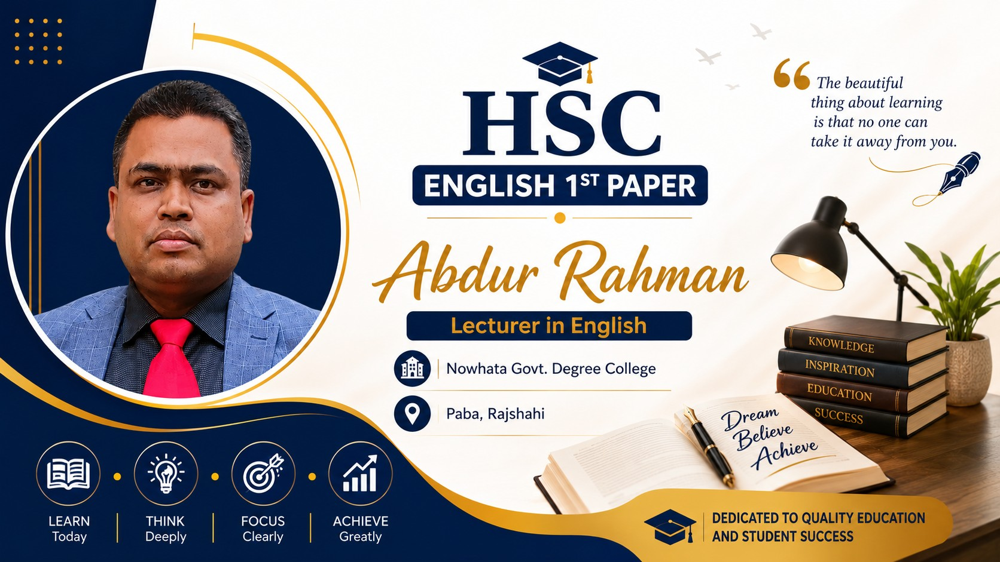 HSC
ENGLISH 1ST PAPER
Abdur Rahman
Lecturer in English
Nowhata Govt. Degree College
Paba, Rajshahi
“ The beautiful
thing about learning
is that no one can
take it away from you.
KNOWLEDGE
INSPIRATION
EDUCATION
SUCCESS
Dream
Believe
Achieve
LEARN
Today
THINK
Deeply
FOCUS
Clearly
ACHIEVE
Greatly
DEDICATED TO QUALITY EDUCATION
AND STUDENT SUCCESS